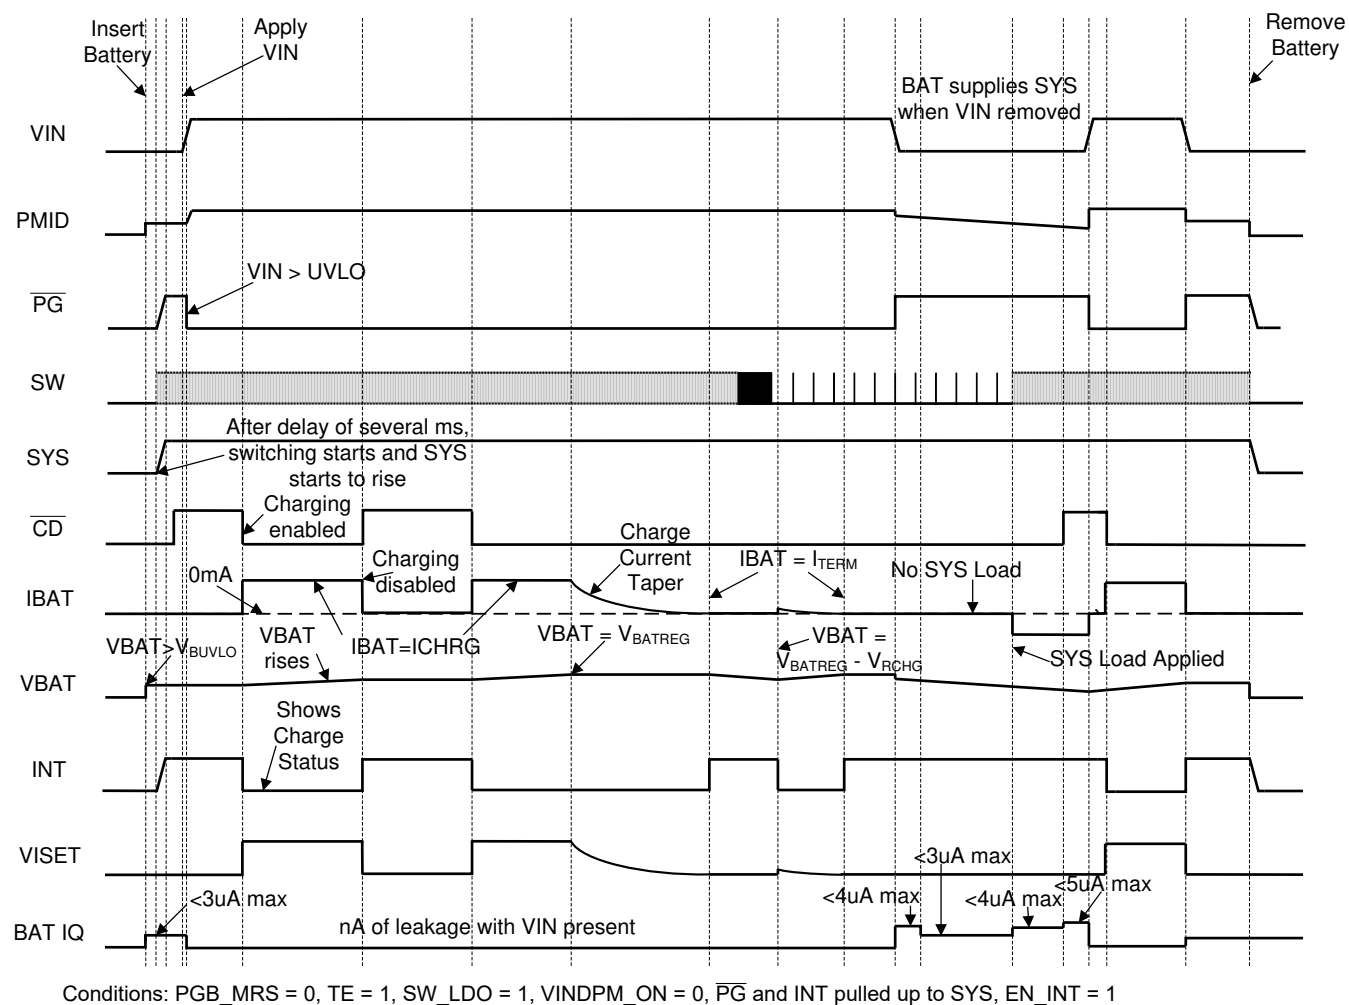 Insert
Battery
Apply
VIN
Remove
Battery
BAT supplies SYS
when VIN removed
VIN
PMID
VIN > UVLO
PG
SW
After delay of several ms,
switching starts and SYS
starts to rise
SYS
Charging
enabled
CD
Charging
disabled
Charge
Current
Taper
IBAT = ITERM
No SYS Load
0mA
IBAT
VBAT>VBUVLO
VBAT
rises
IBAT=ICHRG
VBAT = VBATREG
VBAT =
VBATREG - VRCHG
SYS Load Applied
VBAT
Shows
Charge
Status
INT
VISET
<3uA max
<4uA max
<3uA max
<4uA max
<5uA max
BAT IQ
nA of leakage with VIN present
Conditions: PGB_MRS = 0, TE = 1, SW_LDO = 1, VINDPM_ON = 0, PG and INT pulled up to SYS, EN_INT = 1